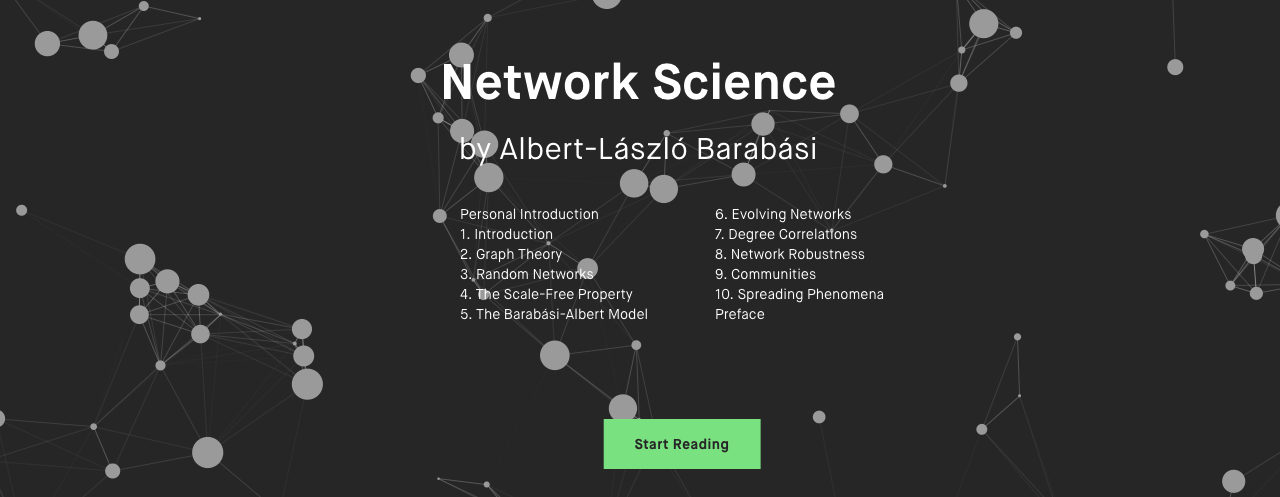 Network Science
by Albert-László Barabási
Personal Introduction
1. Introduction
2. Graph Theory
3. Random Networks
4. The Scale-Free Property
5. The Barabási-Albert Model
6. Evolving Networks
7. Degree Correlations
8. Network Robustness
9. Communities
10. Spreading Phenomena
Preface
Start Reading